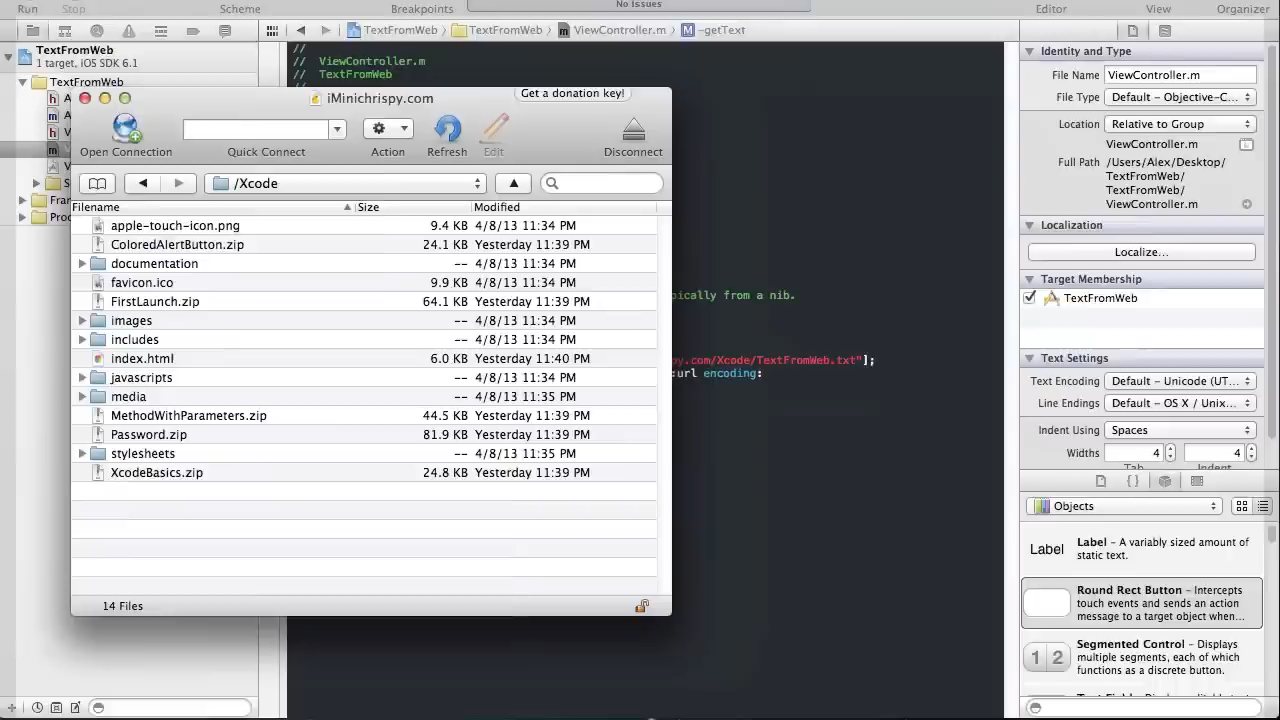 No Issues
Run Stop Scheme Breakpoints Editor View Organizer
TextFromWeb
1 target, iOS SDK 6.1
TextFromWeb
TextFromWeb TextFromWeb ViewController.m -getText
//
// ViewController.m
// TextFromWeb
iMinichrispy.com
Get a donation key!
Open Connection Quick Connect Action Refresh Edit Disconnect
/Xcode
Filename Size Modified
apple-touch-icon.png 9.4 KB 4/8/13 11:34 PM
ColoredAlertButton.zip 24.1 KB Yesterday 11:39 PM
documentation -- 4/8/13 11:34 PM
favicon.ico 9.9 KB 4/8/13 11:34 PM
FirstLaunch.zip 64.1 KB Yesterday 11:39 PM
images -- 4/8/13 11:34 PM
includes -- 4/8/13 11:34 PM
index.html 6.0 KB Yesterday 11:40 PM
javascripts -- 4/8/13 11:34 PM
media -- 4/8/13 11:35 PM
MethodWithParameters.zip 44.5 KB Yesterday 11:39 PM
Password.zip 81.9 KB Yesterday 11:39 PM
stylesheets -- 4/8/13 11:35 PM
XcodeBasics.zip 24.8 KB Yesterday 11:39 PM
14 Files
pically from a nib.
py.com/Xcode/TextFromWeb.txt"];
:url encoding:
Identity and Type
File Name ViewController.m
File Type Default - Objective-C...
Location Relative to Group
ViewController.m
Full Path /Users/Alex/Desktop/
TextFromWeb/
TextFromWeb/
ViewController.m
Localization
Localize...
Target Membership
TextFromWeb
Text Settings
Text Encoding Default - Unicode (UT...
Line Endings Default - OS X / Unix...
Indent Using Spaces
Widths 4 4
Tab Indent
Objects
Label
Label - A variably sized amount of
static text.
Round Rect Button - Intercepts
touch events and sends an action
message to a target object when...
1 2
Segmented Control - Displays
multiple segments, each of which
functions as a discrete button.